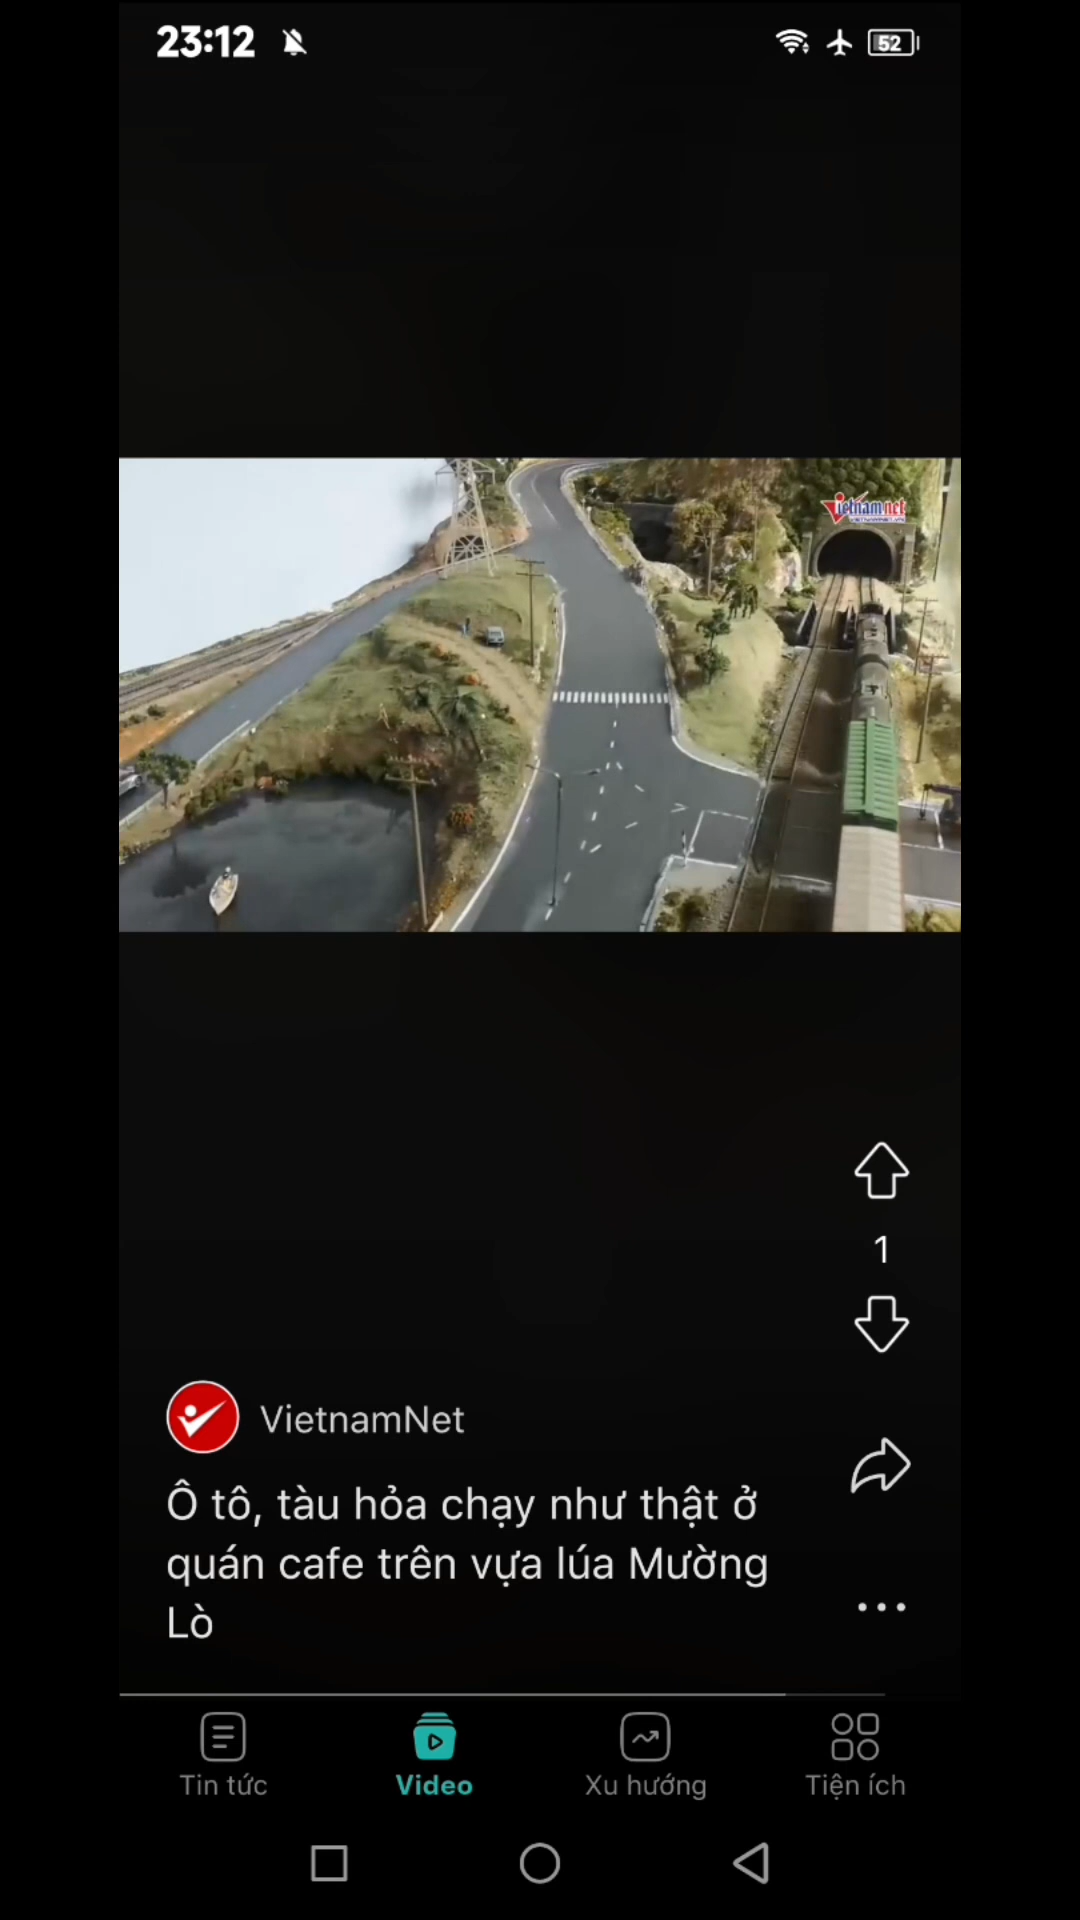 23:12
52
Vietnamnet
VietnamNet
Ô tô, tàu hỏa chạy như thật ở
quán cafe trên vựa lúa Mường
Lò
1
Tin tức
Video
Xu hướng
Tiện ích